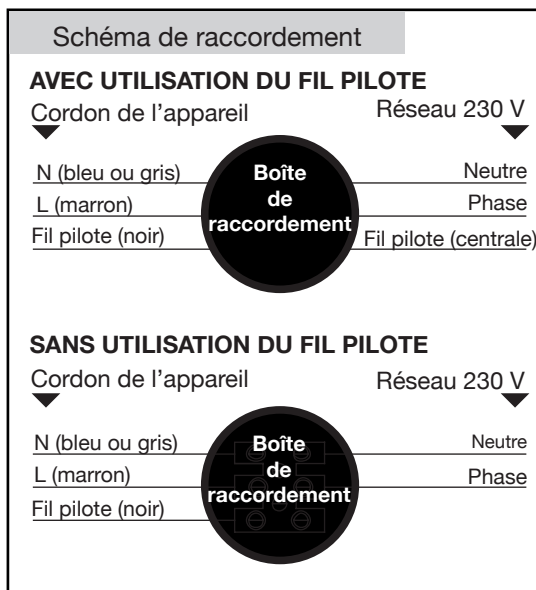 Schéma de raccordement
AVEC UTILISATION DU FIL PILOTE
Cordon de l'appareil Réseau 230 V
N (bleu ou gris) Boîte Neutre
L (marron) de Phase
raccordement
Fil pilote (noir) Fil pilote (centrale)
SANS UTILISATION DU FIL PILOTE
Cordon de l'appareil Réseau 230 V
N (bleu ou gris) Boîte Neutre
L (marron) de Phase
raccordement
Fil pilote (noir)